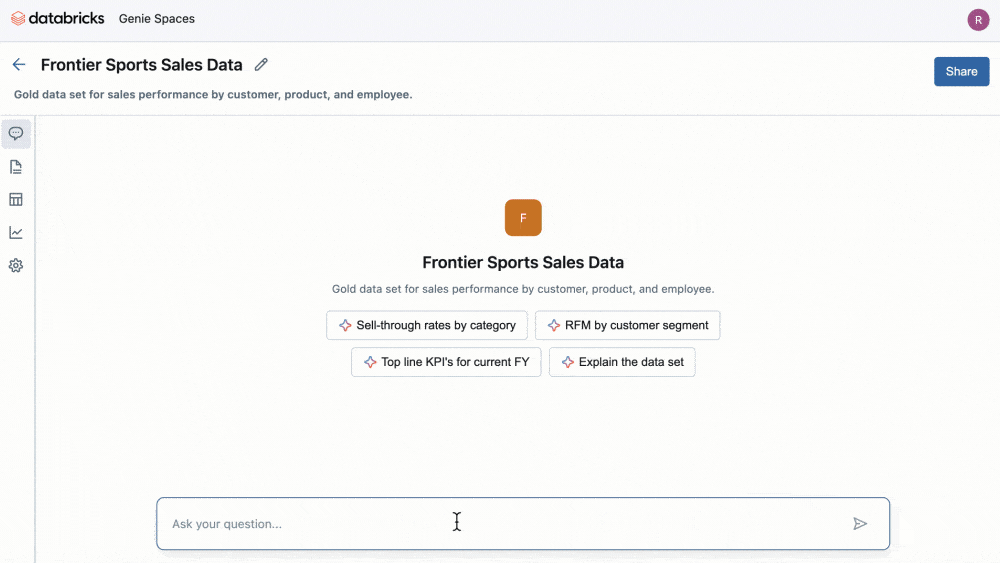 databricks Genie Spaces
R
Frontier Sports Sales Data
Share
Gold data set for sales performance by customer, product, and employee.
F
Frontier Sports Sales Data
Gold data set for sales performance by customer, product, and employee.
Sell-through rates by category
RFM by customer segment
Top line KPI's for current FY
Explain the data set
Ask your question...